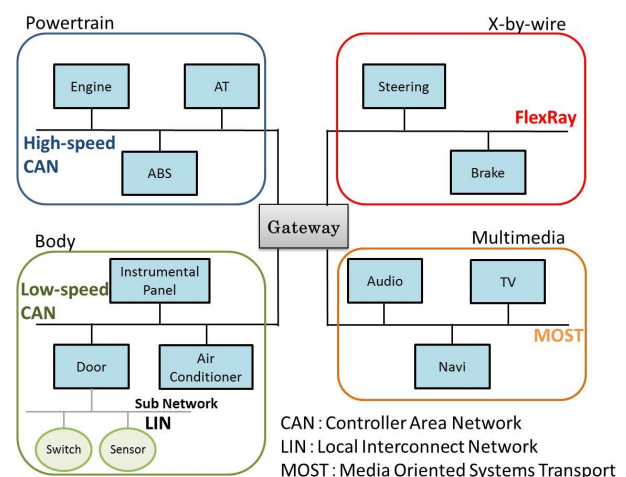 Powertrain
Engine
AT
High-speed
CAN
ABS
X-by-wire
Steering
FlexRay
Brake
Gateway
Body
Instrumental
Panel
Low-speed
CAN
Door
Air
Conditioner
Sub Network
LIN
Switch
Sensor
Multimedia
Audio
TV
MOST
Navi
CAN : Controller Area Network
LIN : Local Interconnect Network
MOST : Media Oriented Systems Transport